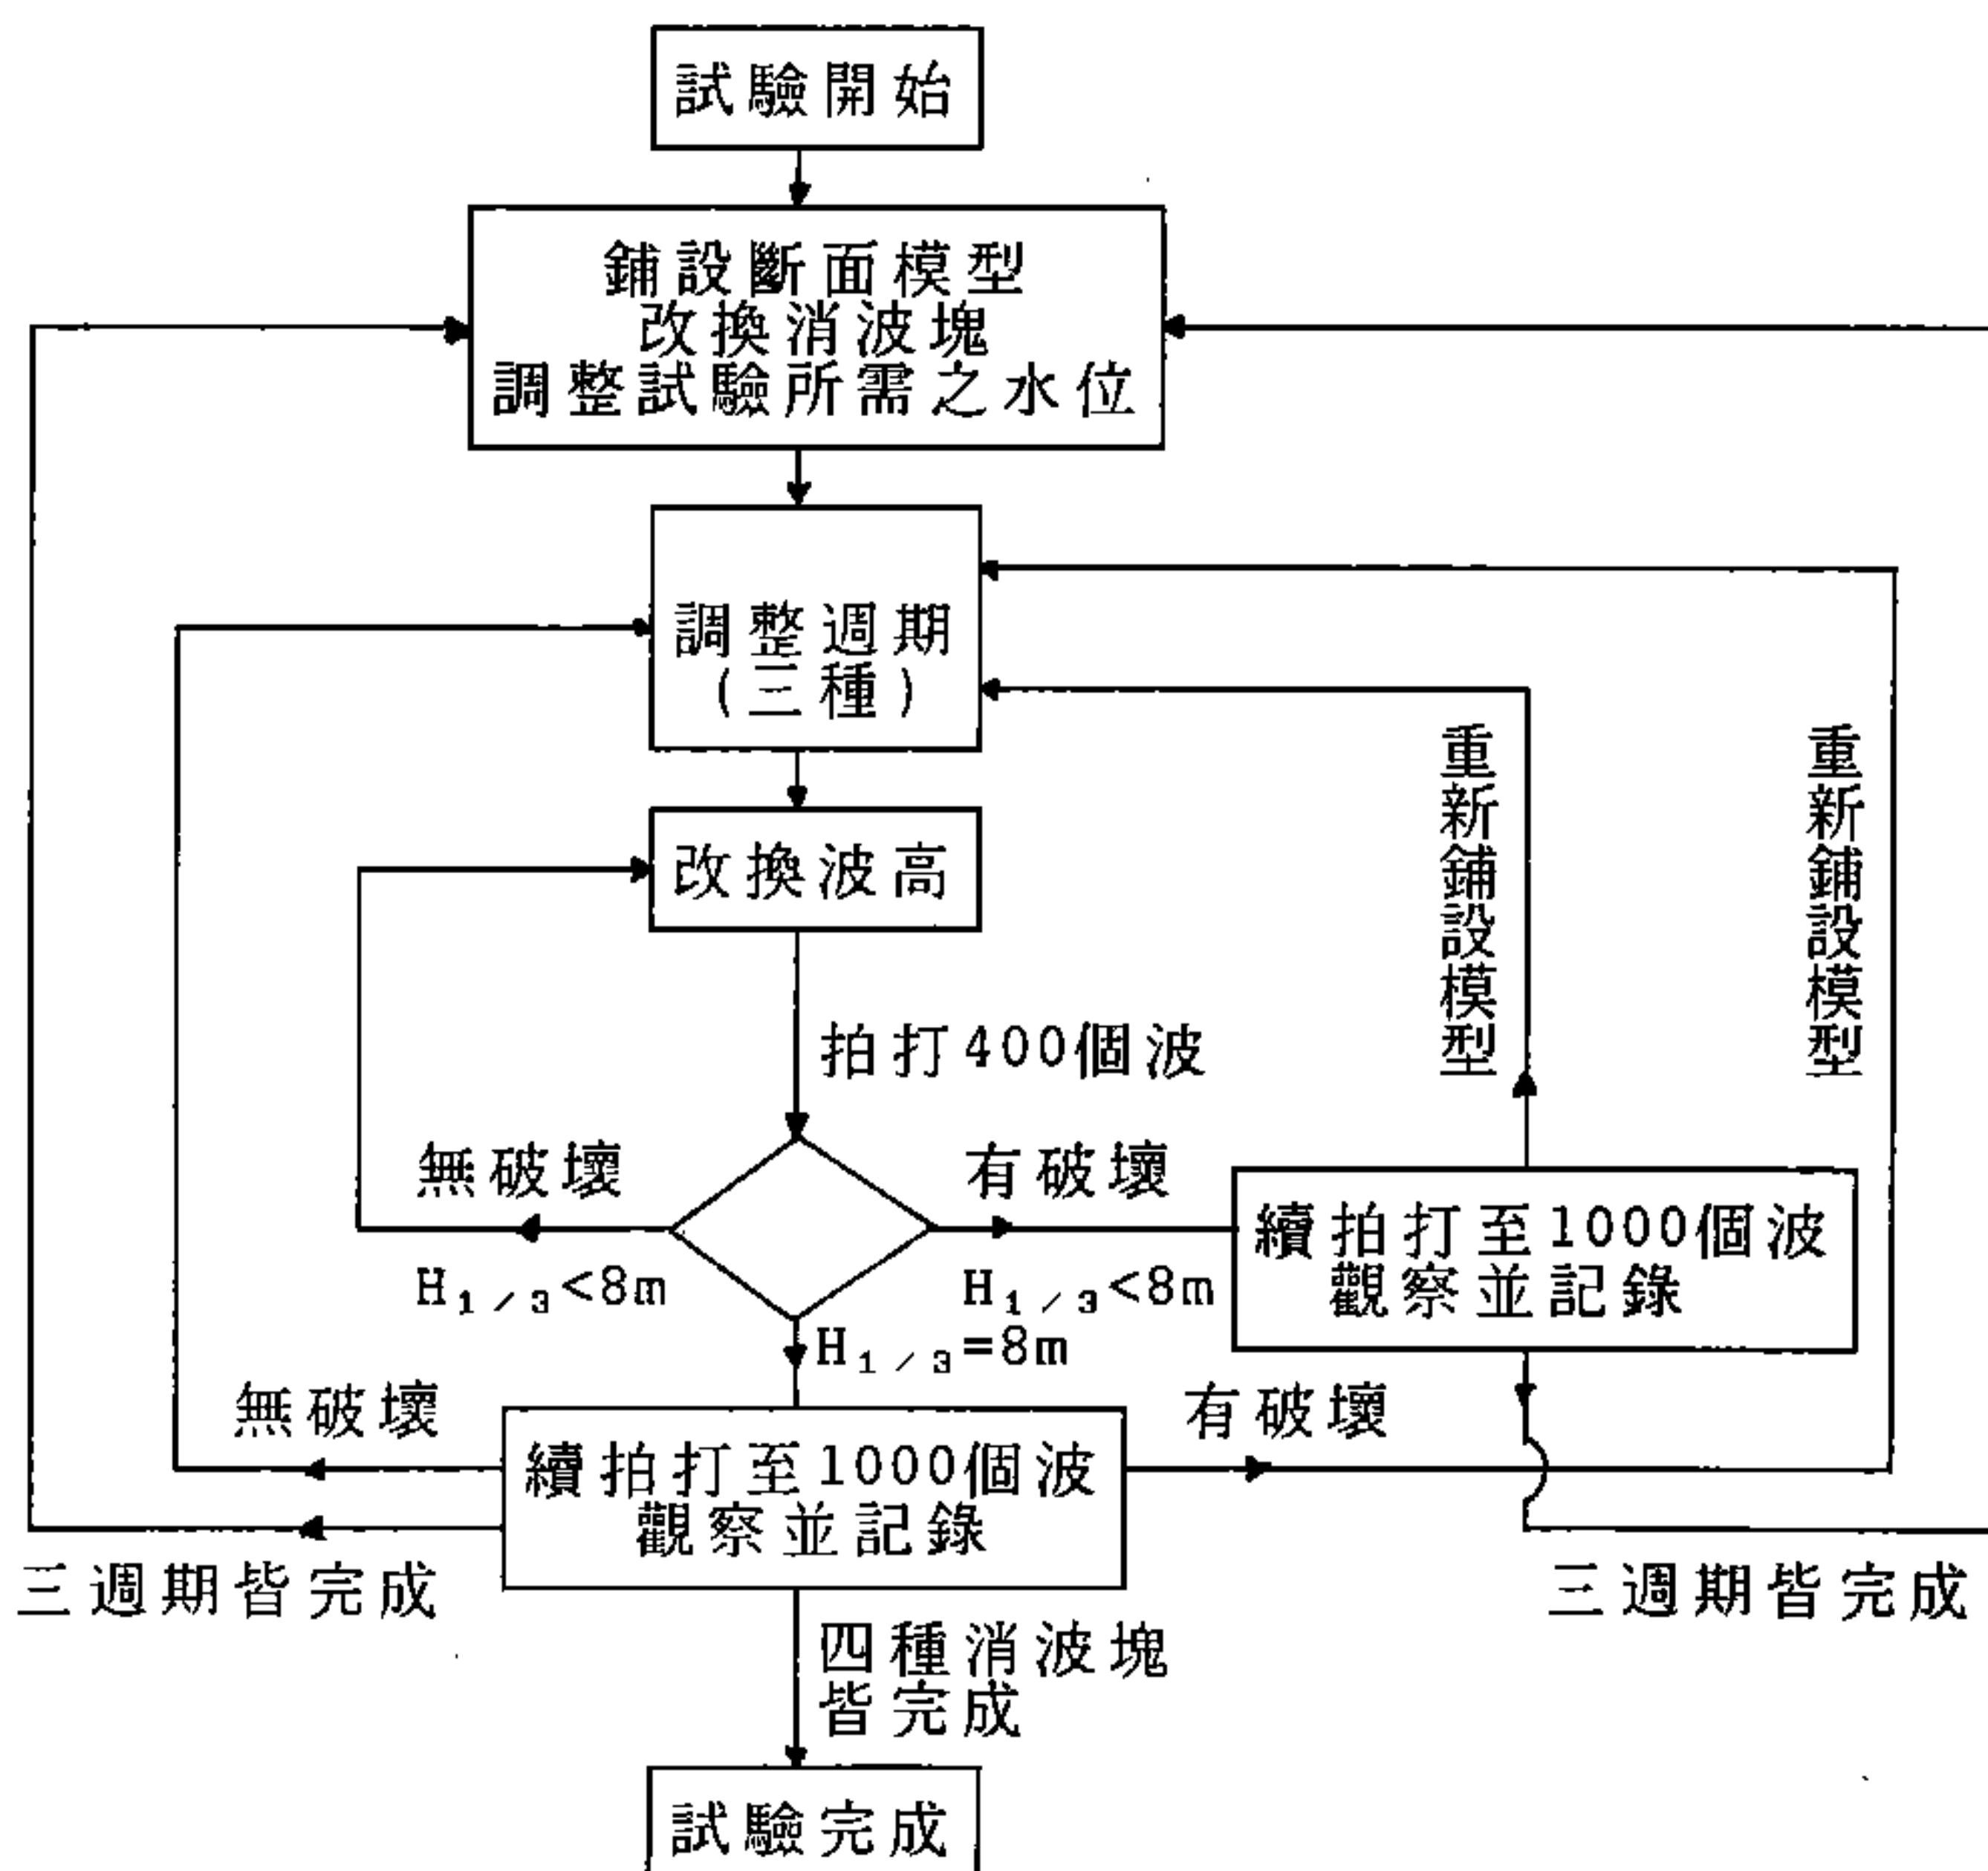 試驗開始
鋪設斷面模型
改換消波塊
調整試驗所需之水位
調整週期
(三種)
改換波高
重新鋪設模型
重新鋪設模型
拍打400個波
無破壞
有破壞
H1/3<8m
H1/3<8m
續拍打至1000個波
觀察並記錄
H1/3=8m
無破壞
有破壞
續拍打至1000個波
觀察並記錄
三週期皆完成
三週期皆完成
四種消波塊
皆完成
試驗完成